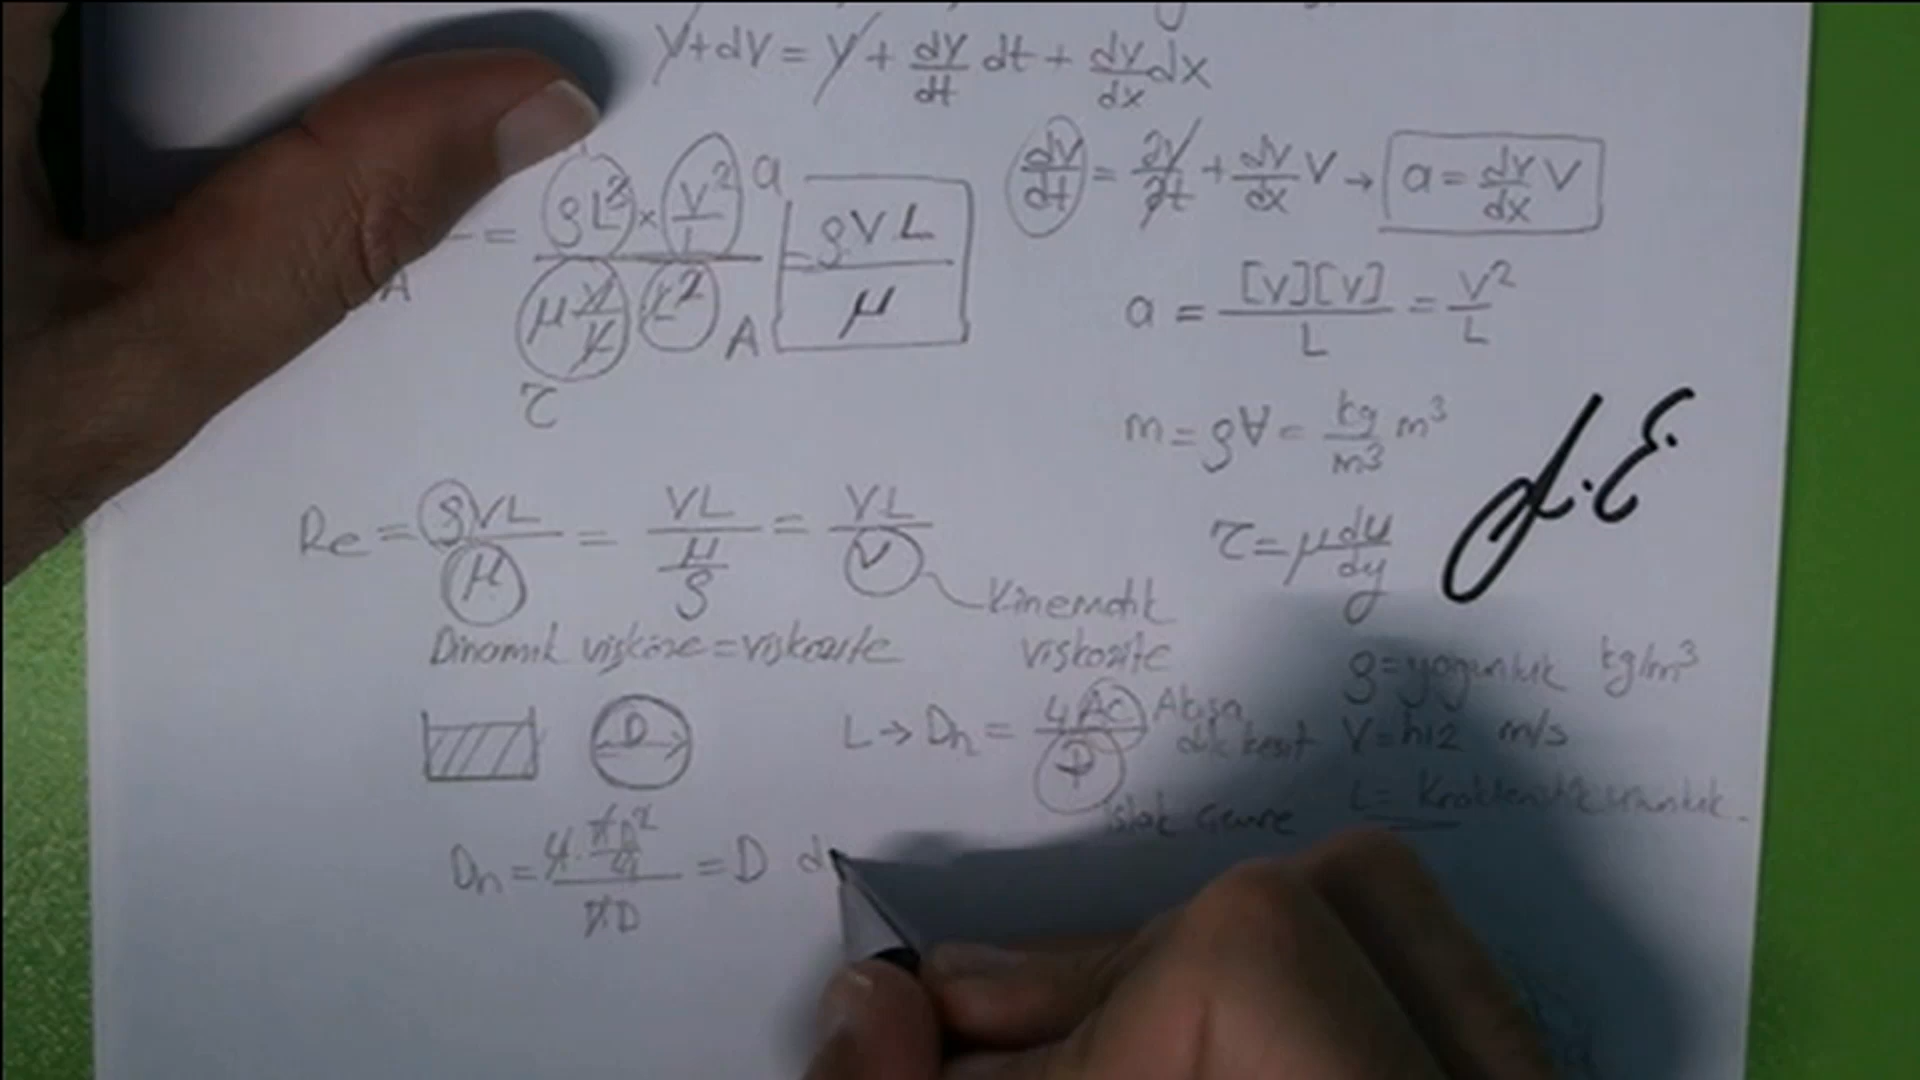 V+dV = V + dV/dt dt + dV/dx dx
dV/dt = ∂V/∂t + dV/dx V → a = dV/dx V
= ρL³ × V²/L / μ V/L · L² = ρVL / μ
a
A
A
τ
a = [V][V] / L = V² / L
m = ρV = kg/m³ m³
τ = μ du/dy
J.E.
Re = ρVL / μ = VL / μ/ρ = VL / ν
Kinematik
viskozite
Dinamik viskoze = viskozite
ρ = yoğunluk kg/m³
V = hız m/s
D
L → Dh = 4Ac / P
Akışa
dik kesit
Islak Çevre
Dh = 4 · πD²/4 / πD = D